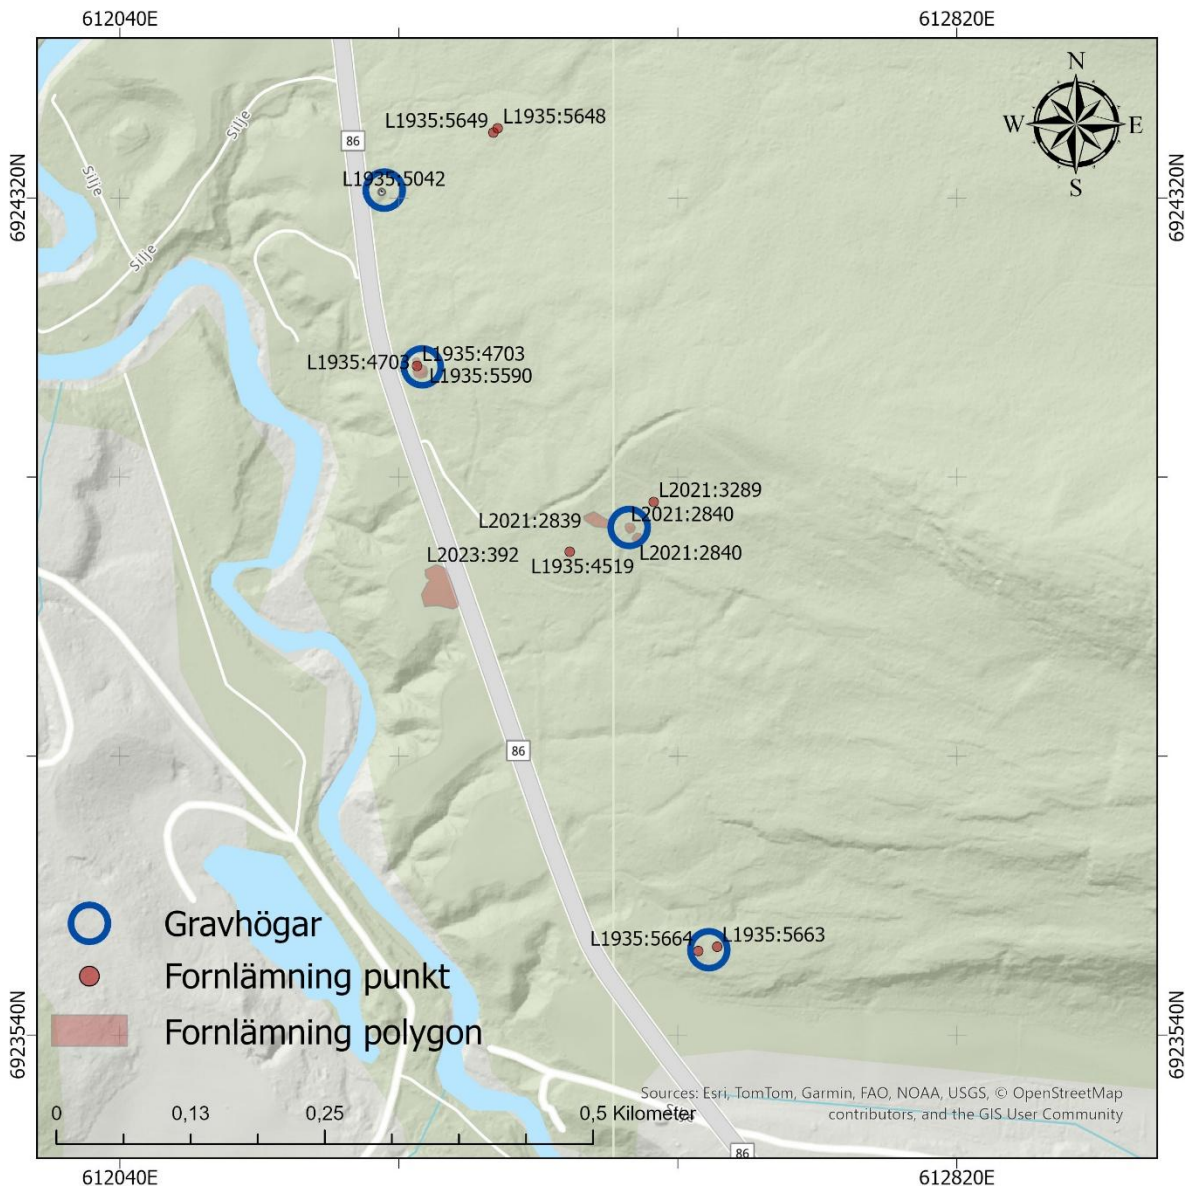 612040E
612820E
N
W
E
S
6924320N
6924320N
Silje
Silje
Silje
86
L1935:5649
L1935:5648
L1935:5042
L1935:4703
L1935:4703
L1935:5590
L2021:3289
L2021:2840
L2021:2839
L2021:2840
L2023:392
L1935:4519
86
L1935:5664
L1935:5663
Gravhögar
Fornlämning punkt
Fornlämning polygon
6923540N
6923540N
Sources: Esri, TomTom, Garmin, FAO, NOAA, USGS, © OpenStreetMap
contributors, and the GIS User Community
0
0,13
0,25
0,5 Kilometer
86
612040E
612820E